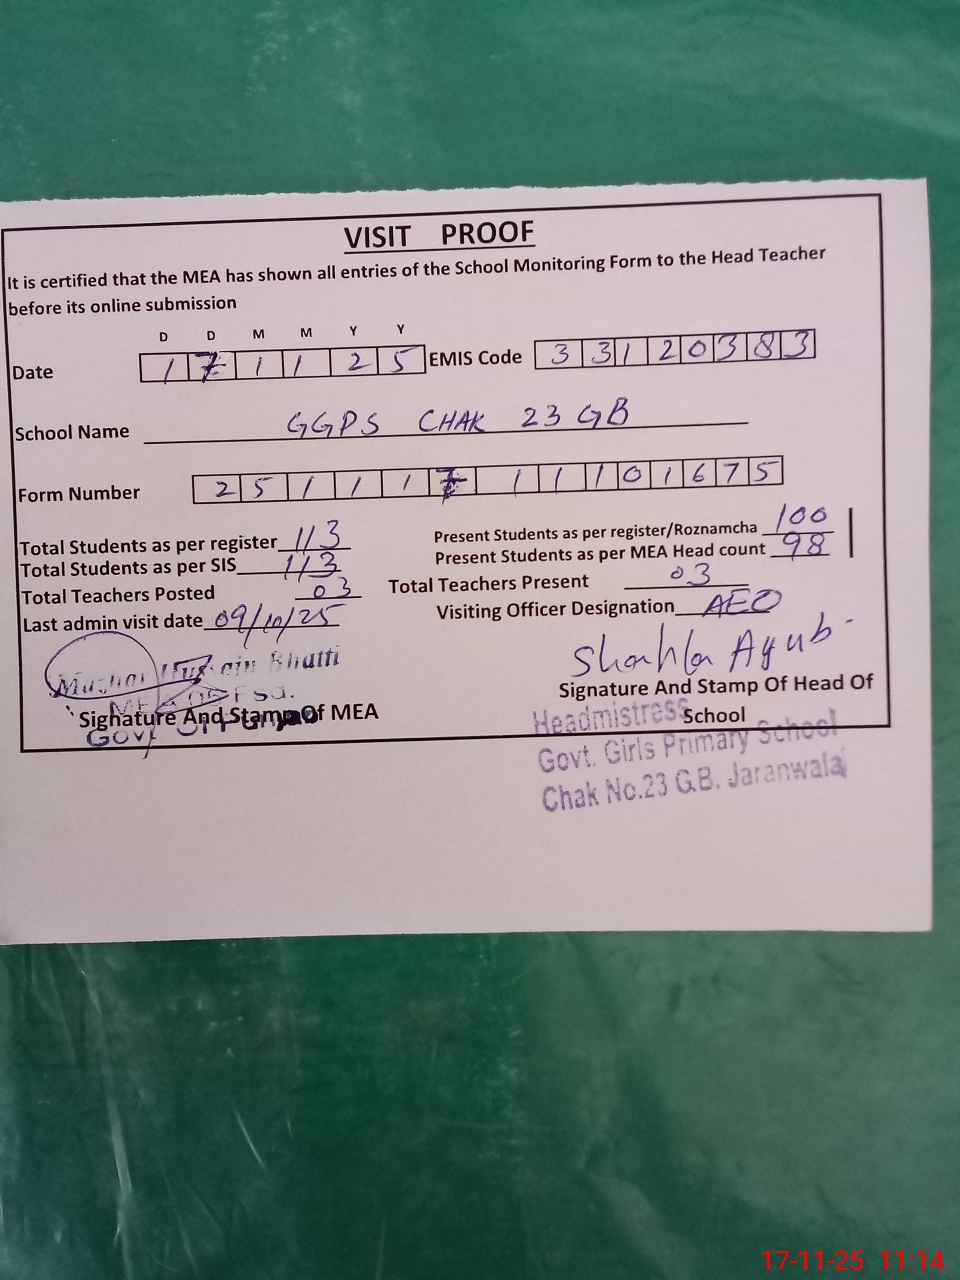 VISIT PROOF
It is certified that the MEA has shown all entries of the School Monitoring Form to the Head Teacher
before its online submission
D D M M Y Y
Date 1 7 1 1 2 5 EMIS Code 3 3 1 2 0 3 8 3
School Name GGPS CHAK 23 GB
Form Number 2 5 1 1 1 7 1 1 1 0 1 6 7 5
Total Students as per register 113 Present Students as per register/Roznamcha 100
Total Students as per SIS 113 Present Students as per MEA Head count 98
Total Teachers Posted 03 Total Teachers Present 03
Last admin visit date 09/10/25 Visiting Officer Designation AEO
Bhatti Shahla Ayub
Fsd.
Signature And Stamp Of MEA Signature And Stamp Of Head Of
School
Govt
Headmistress
Govt. Girls Primary School
Chak No.23 G.B. Jaranwala
17-11-25 11:14